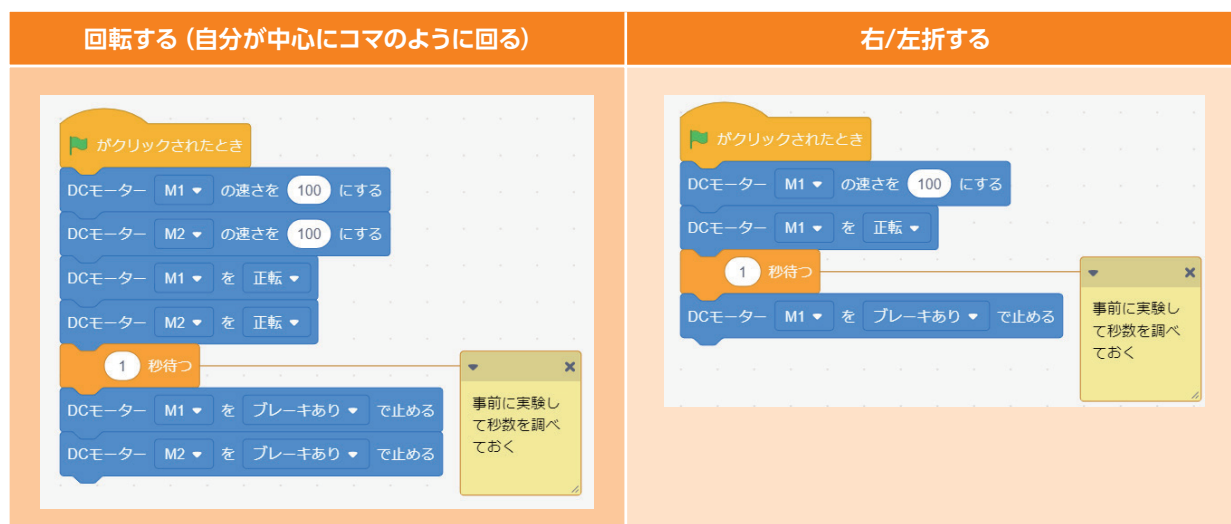 回転する（自分が中心にコマのように回る）
がクリックされたとき
DCモーター M1 の速さを 100 にする
DCモーター M2 の速さを 100 にする
DCモーター M1 を 正転
DCモーター M2 を 正転
1 秒待つ
DCモーター M1 を ブレーキあり で止める
DCモーター M2 を ブレーキあり で止める
事前に実験し
て秒数を調べ
ておく
右/左折する
がクリックされたとき
DCモーター M1 の速さを 100 にする
DCモーター M1 を 正転
1 秒待つ
DCモーター M1 を ブレーキあり で止める
事前に実験し
て秒数を調べ
ておく